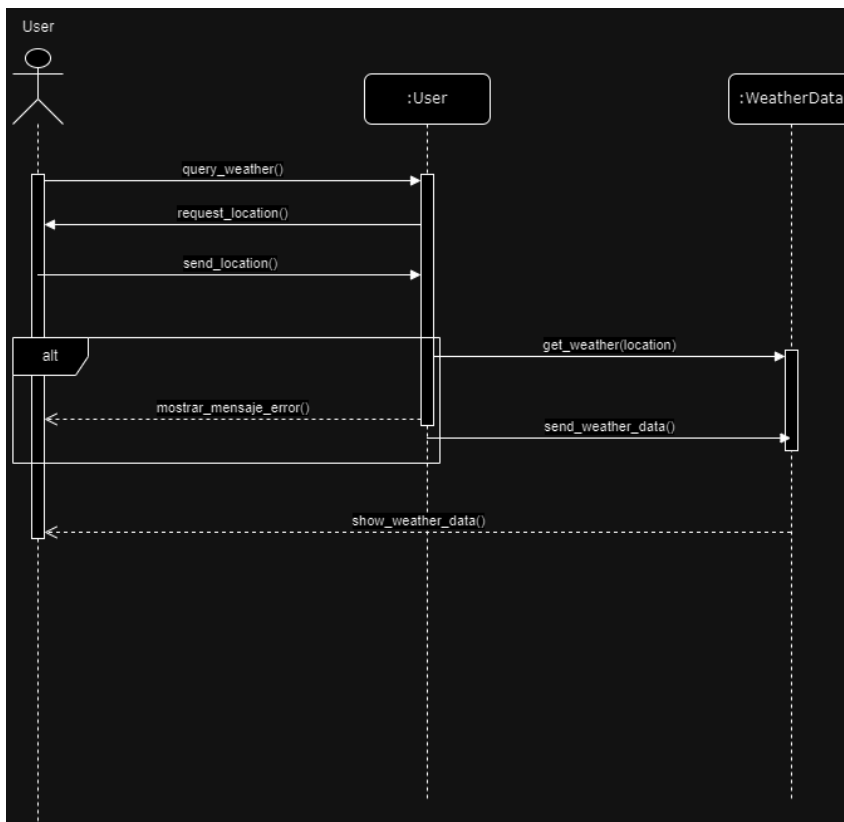 User
:User
:WeatherData
query_weather()
request_location()
send_location()
alt
get_weather(location)
mostrar_mensaje_error()
send_weather_data()
show_weather_data()